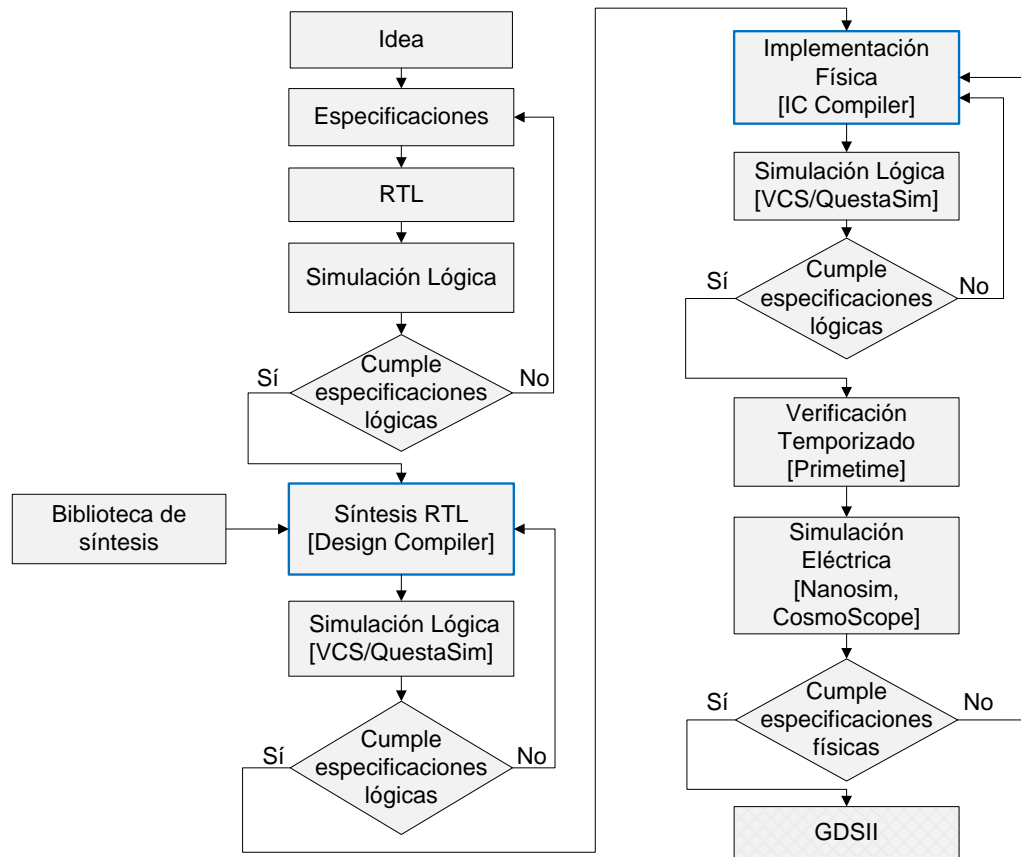 Idea
Especificaciones
RTL
Simulación Lógica
Cumple
especificaciones
lógicas
Sí
No
Biblioteca de
síntesis
Síntesis RTL
[Design Compiler]
Simulación Lógica
[VCS/QuestaSim]
Cumple
especificaciones
lógicas
Sí
No
Implementación
Física
[IC Compiler]
Simulación Lógica
[VCS/QuestaSim]
Cumple
especificaciones
lógicas
Sí
No
Verificación
Temporizado
[Primetime]
Simulación
Eléctrica
[Nanosim,
CosmoScope]
Cumple
especificaciones
físicas
Sí
No
GDSII